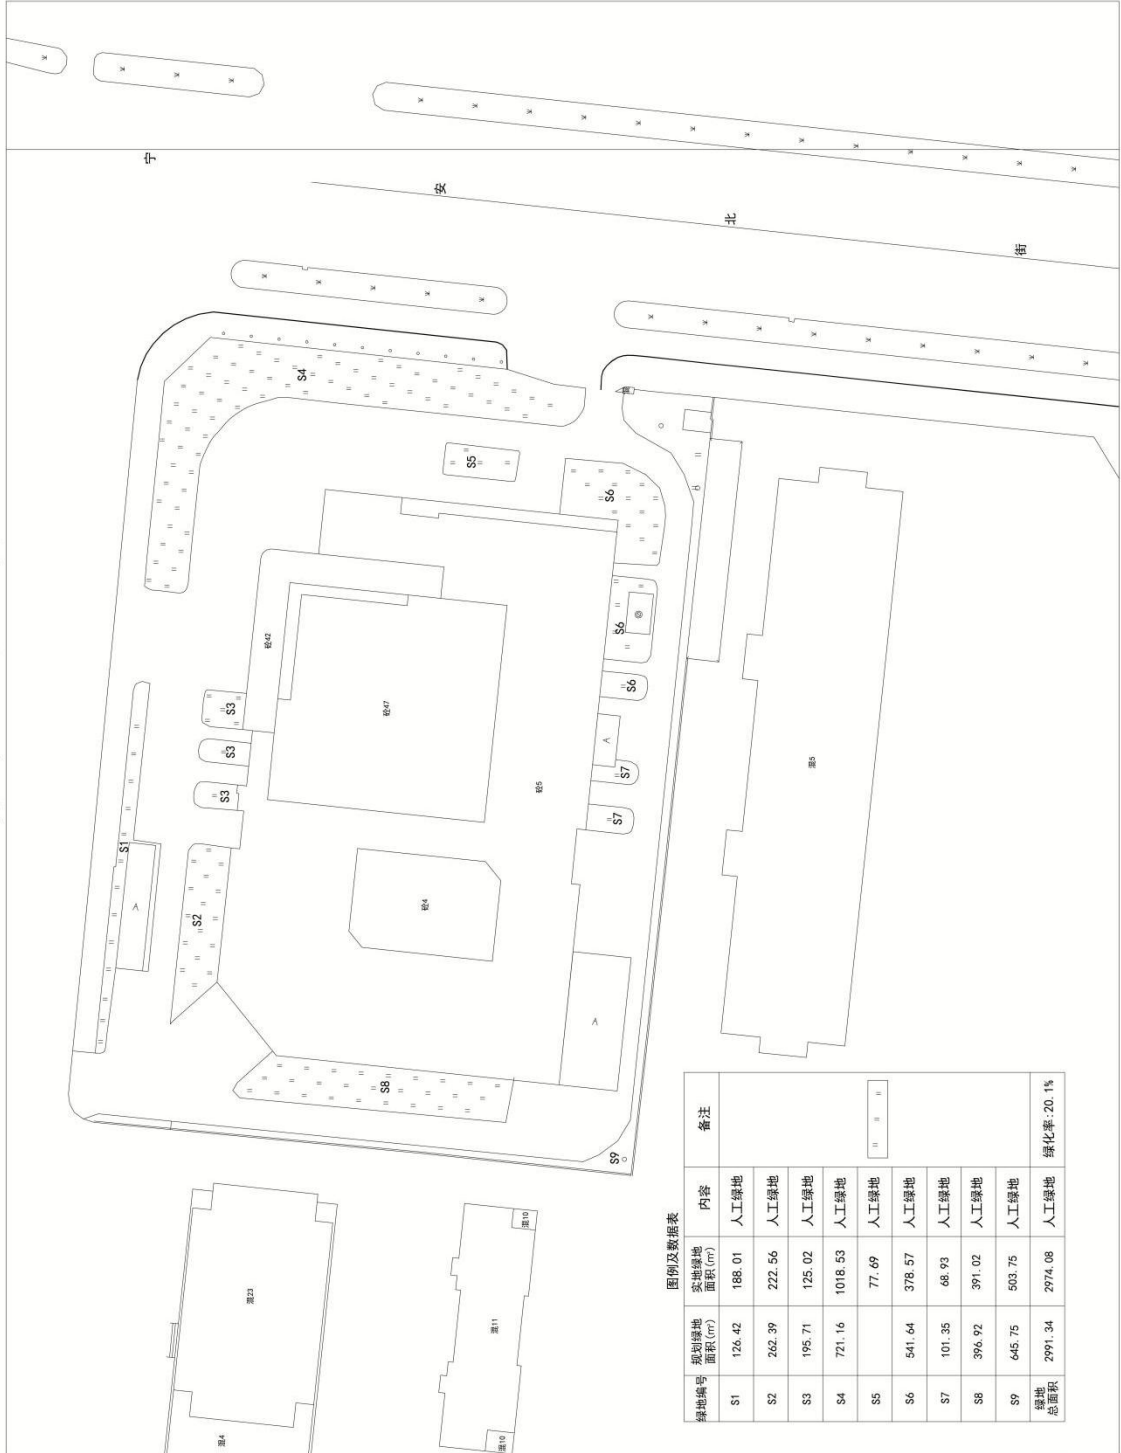 宁
安
北
街
S4
S5
S6
S6
S6
S7
S7
S3
S3
S3
S1
S2
S8
S9
砼42
砼47
砼5
砼4
A
A
A
混5
混23
混4
混11
混10
混10
图例及数据表
绿地编号 规划绿地面积(㎡) 实地绿地面积(㎡) 内容 备注
S1 126.42 188.01 人工绿地
S2 262.39 222.56 人工绿地
S3 195.71 125.02 人工绿地
S4 721.16 1018.53 人工绿地
S5 77.69 人工绿地
S6 541.64 378.57 人工绿地
S7 101.35 68.93 人工绿地
S8 396.92 391.02 人工绿地
S9 645.75 503.75 人工绿地
绿地总面积 2991.34 2974.08 人工绿地 绿化率:20.1%